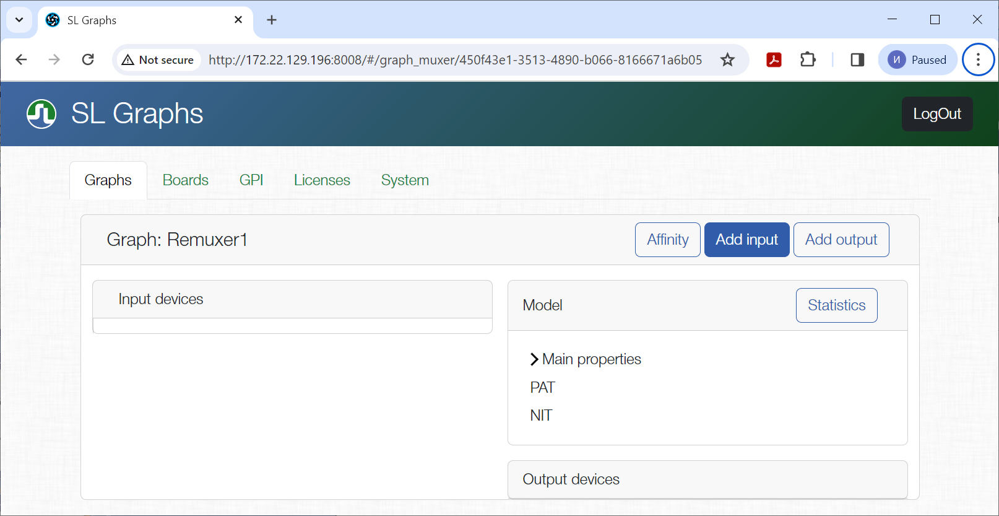 SL Graphs
Not secure
http://172.22.129.196:8008/#/graph_muxer/450f43e1-3513-4890-b066-8166671a6b05
И
Paused
SL Graphs
LogOut
Graphs
Boards
GPI
Licenses
System
Graph: Remuxer1
Affinity
Add input
Add output
Input devices
Model
Statistics
Main properties
PAT
NIT
Output devices